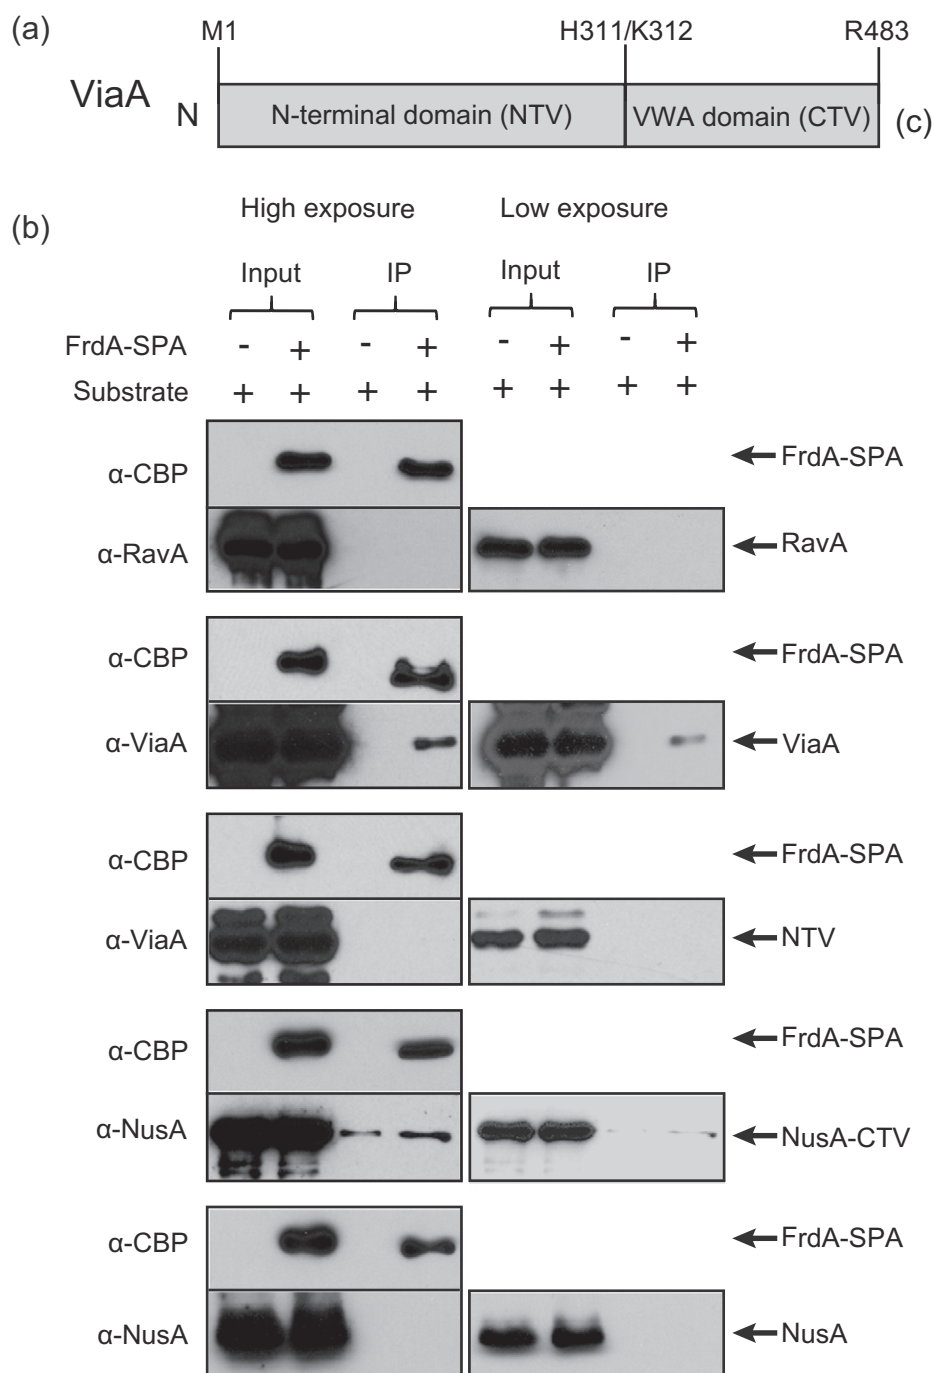 (a)
M1 H311/K312 R483
ViaA N N-terminal domain (NTV) VWA domain (CTV) (c)
(b)
High exposure Low exposure
Input IP Input IP
FrdA-SPA - + - + - + - +
Substrate + + + + + + + +
α-CBP FrdA-SPA
α-RavA RavA
α-CBP FrdA-SPA
α-ViaA ViaA
α-CBP FrdA-SPA
α-ViaA NTV
α-CBP FrdA-SPA
α-NusA NusA-CTV
α-CBP FrdA-SPA
α-NusA NusA